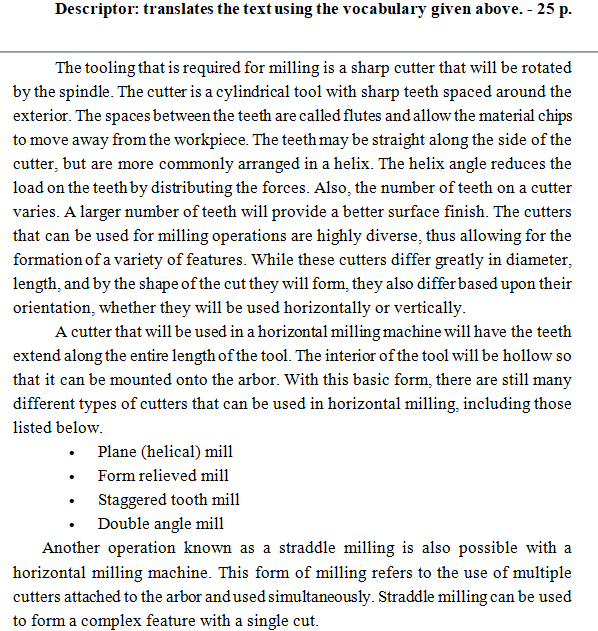 Descriptor: translates the text using the vocabulary given above. - 25 p.
The tooling that is required for milling is a sharp cutter that will be rotated
by the spindle. The cutter is a cylindrical tool with sharp teeth spaced around the
exterior. The spaces between the teeth are called flutes and allow the material chips
to move away from the workpiece. The teeth may be straight along the side of the
cutter, but are more commonly arranged in a helix. The helix angle reduces the
load on the teeth by distributing the forces. Also, the number of teeth on a cutter
varies. A larger number of teeth will provide a better surface finish. The cutters
that can be used for milling operations are highly diverse, thus allowing for the
formation of a variety of features. While these cutters differ greatly in diameter,
length, and by the shape of the cut they will form, they also differ based upon their
orientation, whether they will be used horizontally or vertically.
A cutter that will be used in a horizontal milling machine will have the teeth
extend along the entire length of the tool. The interior of the tool will be hollow so
that it can be mounted onto the arbor. With this basic form, there are still many
different types of cutters that can be used in horizontal milling, including those
listed below.
• Plane (helical) mill
• Form relieved mill
• Staggered tooth mill
• Double angle mill
Another operation known as a straddle milling is also possible with a
horizontal milling machine. This form of milling refers to the use of multiple
cutters attached to the arbor and used simultaneously. Straddle milling can be used
to form a complex feature with a single cut.